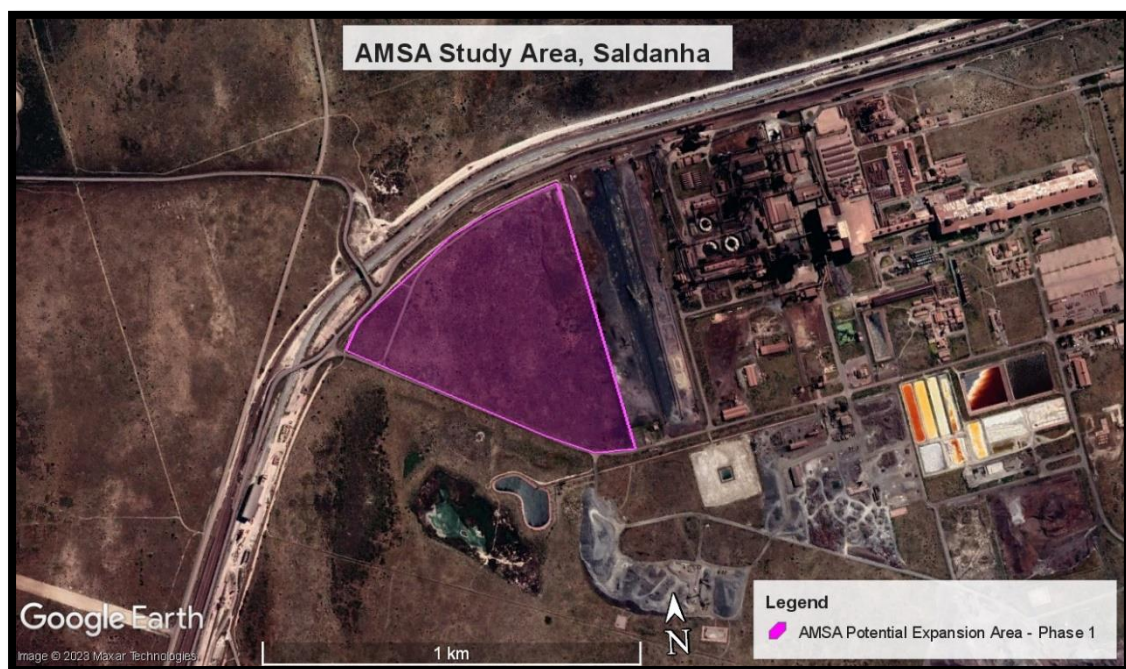 AMSA Study Area, Saldanha
Legend
AMSA Potential Expansion Area - Phase 1
Google Earth
N
1 km
Image © 2023 Maxar Technologies